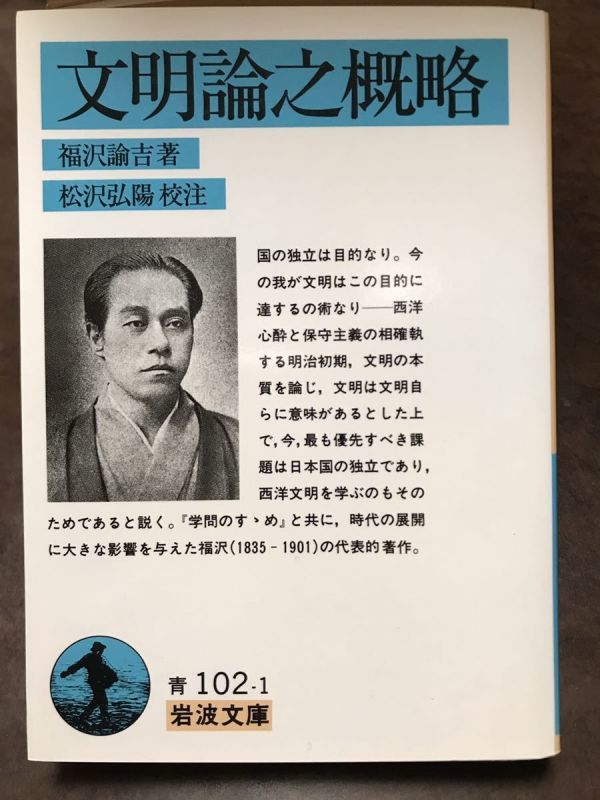 文明論之概略
福沢諭吉著
松沢弘陽校注
国の独立は目的なり。今
の我が文明はこの目的に
達するの術なり——西洋
心酔と保守主義の相確執
する明治初期，文明の本
質を論じ，文明は文明自
らに意味があるとした上
で，今，最も優先すべき課
題は日本国の独立であり，
西洋文明を学ぶのもその
ためであると説く。『学問のすゝめ』と共に，時代の展開
に大きな影響を与えた福沢(1835‐1901)の代表的著作。
青 102-1
岩波文庫